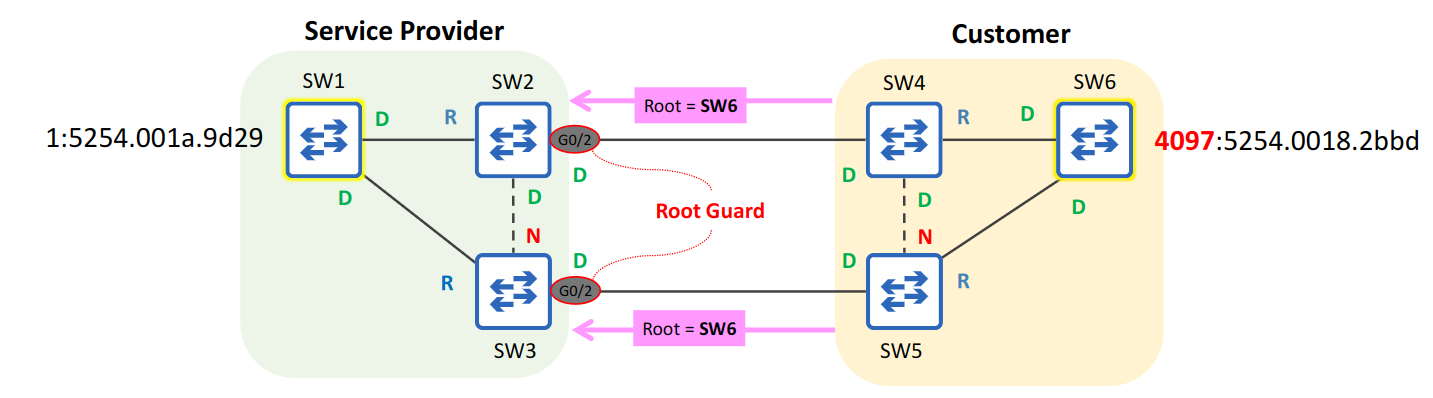 Service Provider
Customer
SW1
SW2
SW4
SW6
Root = SW6
D
R
R
D
1:5254.001a.9d29
G0/2
4097:5254.0018.2bbd
D
D
D
D
D
D
Root Guard
N
N
D
D
R
R
G0/2
Root = SW6
SW3
SW5